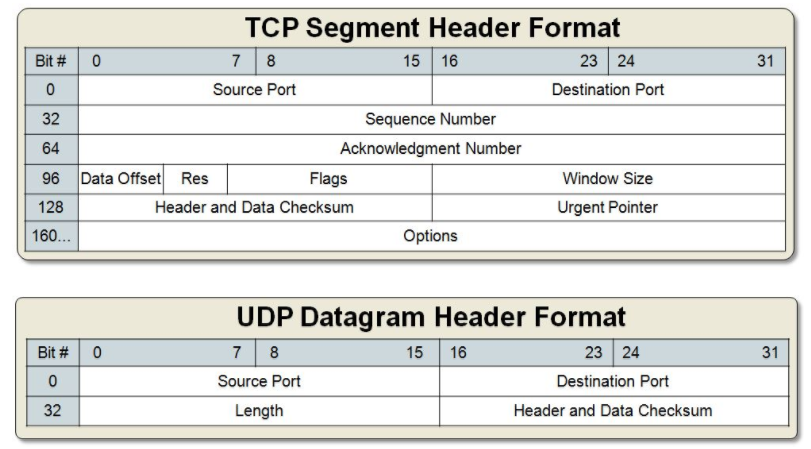 TCP Segment Header Format
Bit # 0 7 8 15 16 23 24 31
0 Source Port Destination Port
32 Sequence Number
64 Acknowledgment Number
96 Data Offset Res Flags Window Size
128 Header and Data Checksum Urgent Pointer
160... Options
UDP Datagram Header Format
Bit # 0 7 8 15 16 23 24 31
0 Source Port Destination Port
32 Length Header and Data Checksum